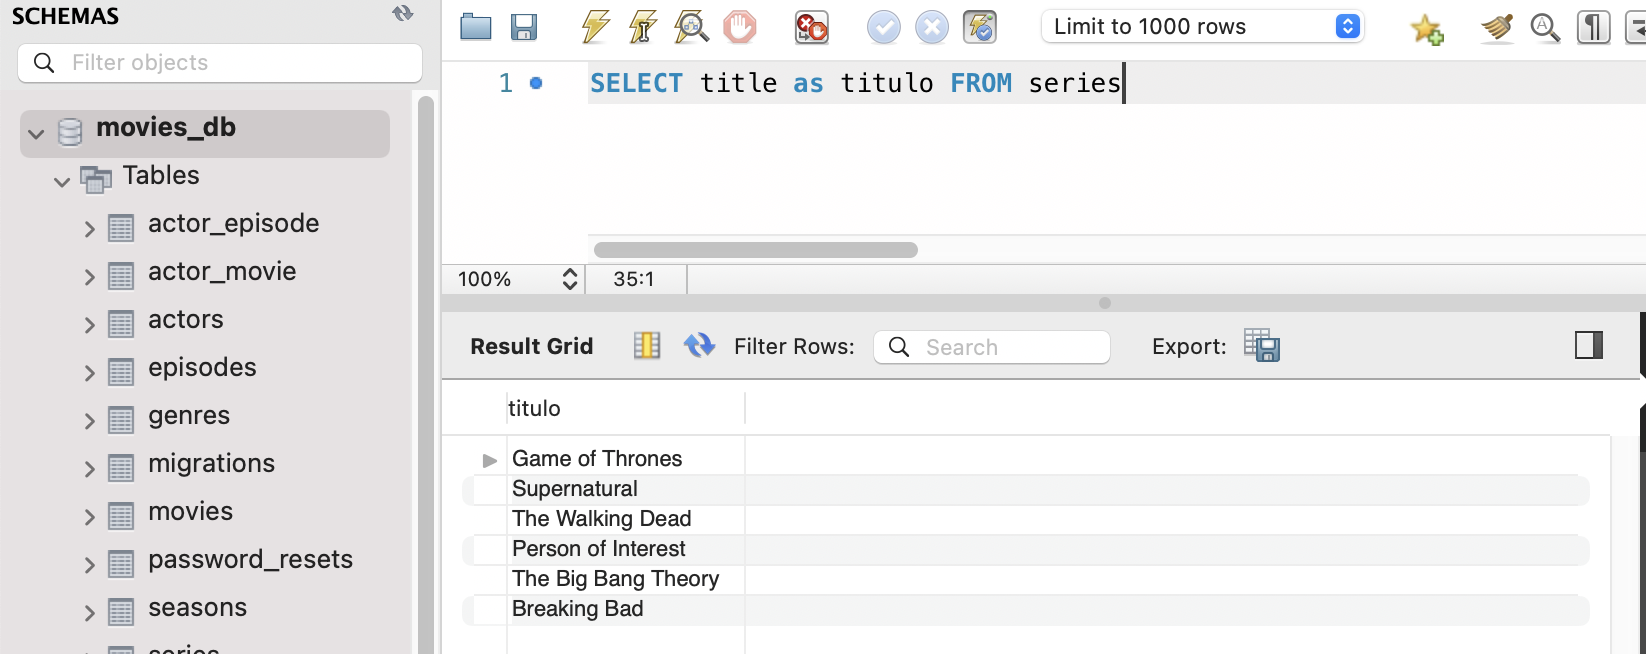 SCHEMAS
Filter objects
movies_db
Tables
actor_episode
actor_movie
actors
episodes
genres
migrations
movies
password_resets
seasons
series
Limit to 1000 rows
1 SELECT title as titulo FROM series
100% 35:1
Result Grid Filter Rows: Search Export:
titulo
Game of Thrones
Supernatural
The Walking Dead
Person of Interest
The Big Bang Theory
Breaking Bad